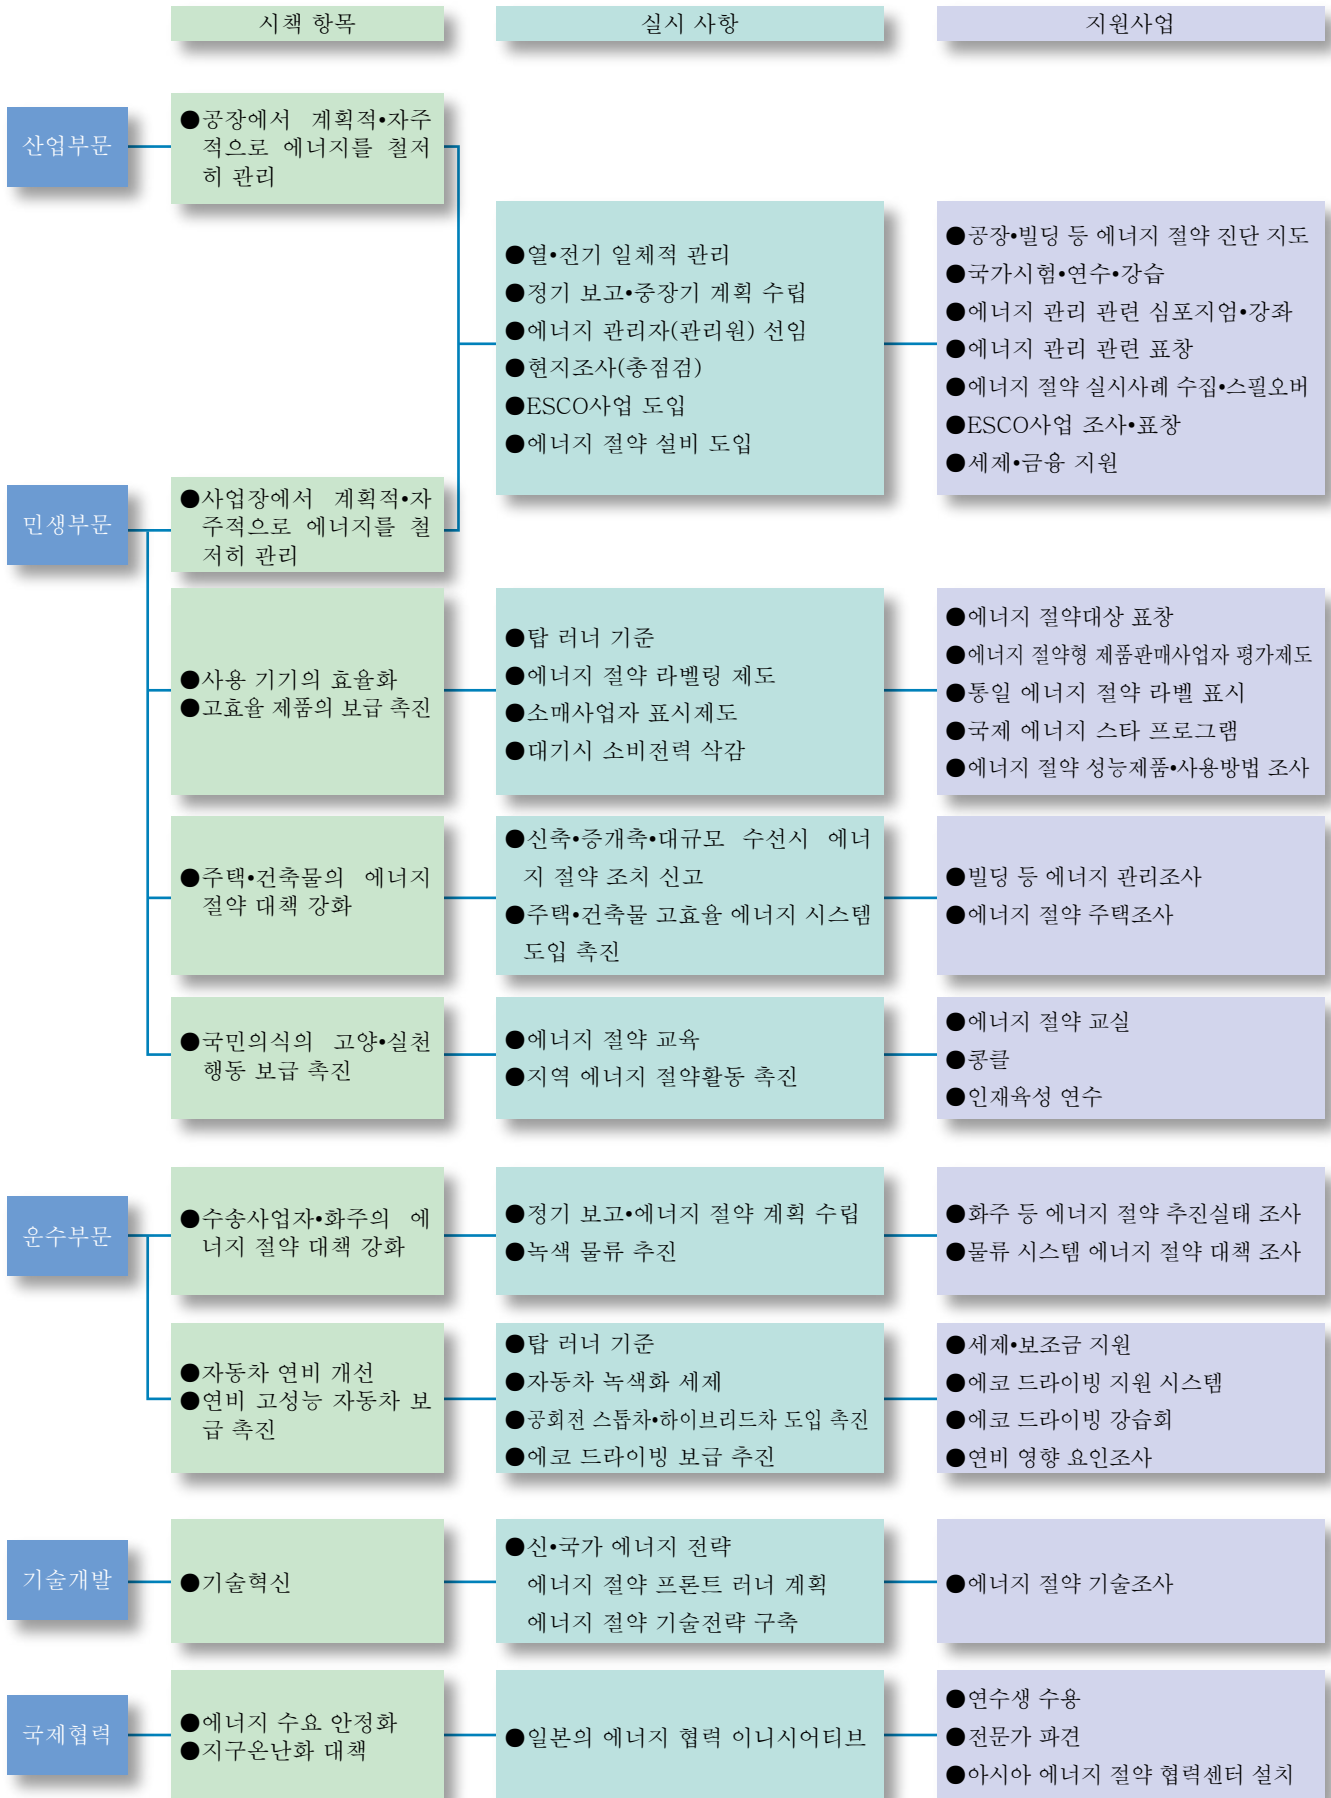 시책 항목
실시 사항
지원사업
산업부문
●공장에서 계획적•자주
적으로 에너지를 철저
히 관리
●열•전기 일체적 관리
●정기 보고•중장기 계획 수립
●에너지 관리자(관리원) 선임
●현지조사(총점검)
●ESCO사업 도입
●에너지 절약 설비 도입
●공장•빌딩 등 에너지 절약 진단 지도
●국가시험•연수•강습
●에너지 관리 관련 심포지엄•강좌
●에너지 관리 관련 표창
●에너지 절약 실시사례 수집•스필오버
●ESCO사업 조사•표창
●세제•금융 지원
민생부문
●사업장에서 계획적•자
주적으로 에너지를 철
저히 관리
●사용 기기의 효율화
●고효율 제품의 보급 촉진
●탑 러너 기준
●에너지 절약 라벨링 제도
●소매사업자 표시제도
●대기시 소비전력 삭감
●에너지 절약대상 표창
●에너지 절약형 제품판매사업자 평가제도
●통일 에너지 절약 라벨 표시
●국제 에너지 스타 프로그램
●에너지 절약 성능제품•사용방법 조사
●주택•건축물의 에너지
절약 대책 강화
●신축•증개축•대규모 수선시 에너
지 절약 조치 신고
●주택•건축물 고효율 에너지 시스템
도입 촉진
●빌딩 등 에너지 관리조사
●에너지 절약 주택조사
●국민의식의 고양•실천
행동 보급 촉진
●에너지 절약 교육
●지역 에너지 절약활동 촉진
●에너지 절약 교실
●콩클
●인재육성 연수
운수부문
●수송사업자•화주의 에
너지 절약 대책 강화
●정기 보고•에너지 절약 계획 수립
●녹색 물류 추진
●화주 등 에너지 절약 추진실태 조사
●물류 시스템 에너지 절약 대책 조사
●자동차 연비 개선
●연비 고성능 자동차 보
급 촉진
●탑 러너 기준
●자동차 녹색화 세제
●공회전 스톱차•하이브리드차 도입 촉진
●에코 드라이빙 보급 추진
●세제•보조금 지원
●에코 드라이빙 지원 시스템
●에코 드라이빙 강습회
●연비 영향 요인조사
기술개발
●기술혁신
●신•국가 에너지 전략
에너지 절약 프론트 러너 계획
에너지 절약 기술전략 구축
●에너지 절약 기술조사
국제협력
●에너지 수요 안정화
●지구온난화 대책
●일본의 에너지 협력 이니시어티브
●연수생 수용
●전문가 파견
●아시아 에너지 절약 협력센터 설치